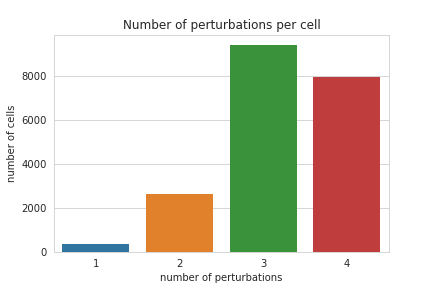 Number of perturbations per cell
number of cells
8000
6000
4000
2000
0
1 2 3 4
number of perturbations